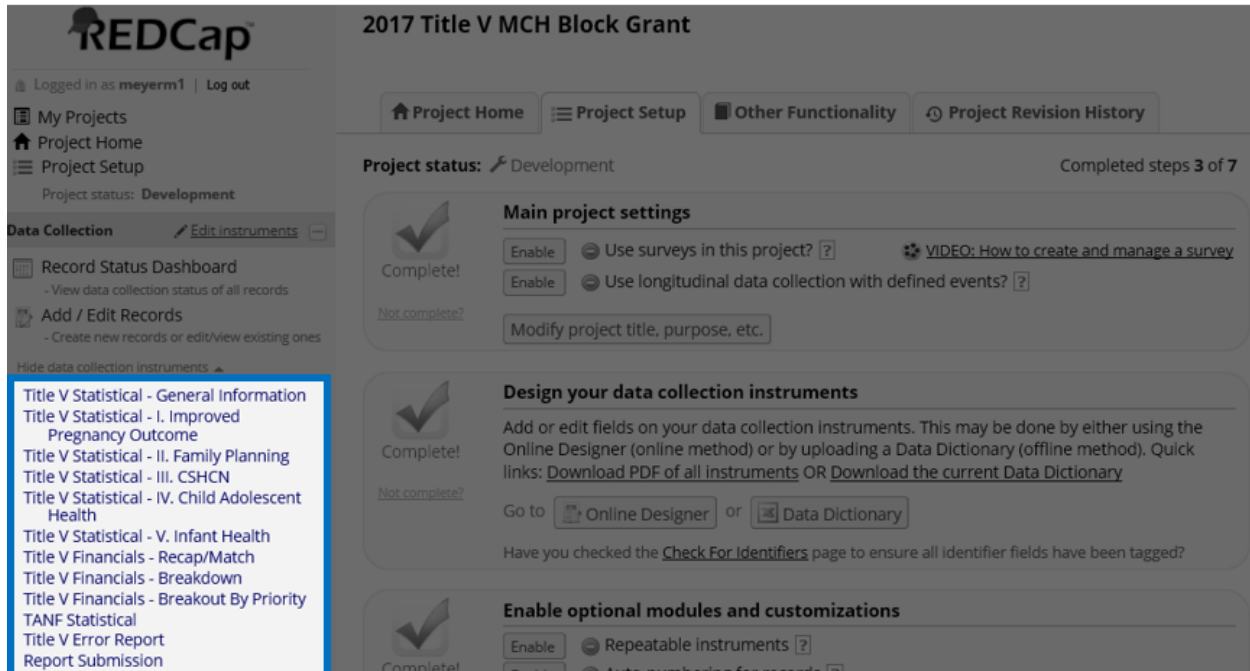 REDCap
2017 Title V MCH Block Grant
Logged in as meyerm1 | Log out
My Projects
Project Home
Project Setup
Project status: Development
Data Collection
Edit instruments
Record Status Dashboard
- View data collection status of all records
Add / Edit Records
- Create new records or edit/view existing ones
Hide data collection instruments
Title V Statistical - General Information
Title V Statistical - I. Improved
Pregnancy Outcome
Title V Statistical - II. Family Planning
Title V Statistical - III. CSHCN
Title V Statistical - IV. Child Adolescent
Health
Title V Statistical - V. Infant Health
Title V Financials - Recap/Match
Title V Financials - Breakdown
Title V Financials - Breakout By Priority
TANF Statistical
Title V Error Report
Report Submission
Project Home
Project Setup
Other Functionality
Project Revision History
Project status: Development
Completed steps 3 of 7
Complete!
Not complete?
Main project settings
Enable Use surveys in this project? ?
VIDEO: How to create and manage a survey
Enable Use longitudinal data collection with defined events? ?
Modify project title, purpose, etc.
Complete!
Not complete?
Design your data collection instruments
Add or edit fields on your data collection instruments. This may be done by either using the
Online Designer (online method) or by uploading a Data Dictionary (offline method). Quick
links: Download PDF of all instruments OR Download the current Data Dictionary
Go to Online Designer or Data Dictionary
Have you checked the Check For Identifiers page to ensure all identifier fields have been tagged?
Complete!
Enable optional modules and customizations
Enable Repeatable instruments ?
Auto-numbering for records ?